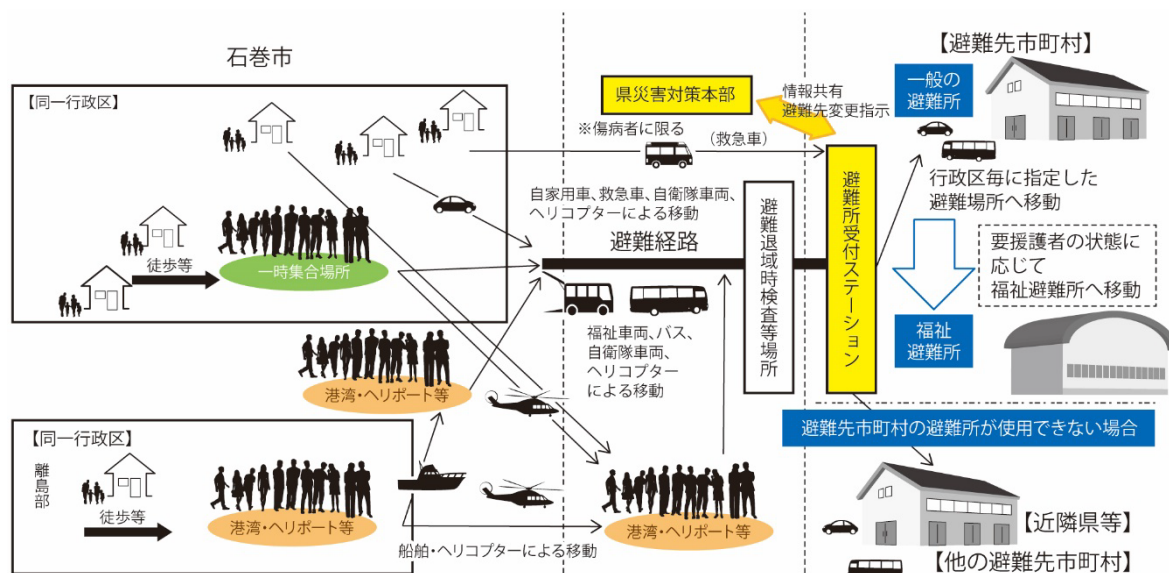 石巻市
【同一行政区】
徒歩等
一時集合場所
港湾・ヘリポート等
【同一行政区】
離島部
徒歩等
港湾・ヘリポート等
船舶・ヘリコプターによる移動
県災害対策本部
情報共有
避難先変更指示
※傷病者に限る
（救急車）
自家用車、救急車、自衛隊車両、
ヘリコプターによる移動
避難経路
福祉車両、バス、
自衛隊車両、
ヘリコプター
による移動
港湾・ヘリポート等
避難退域時検査等場所
避難所受付ステーション
【避難先市町村】
一般の
避難所
行政区毎に指定した
避難場所へ移動
要援護者の状態に
応じて
福祉避難所へ移動
福祉
避難所
避難先市町村の避難所が使用できない場合
【近隣県等】
【他の避難先市町村】